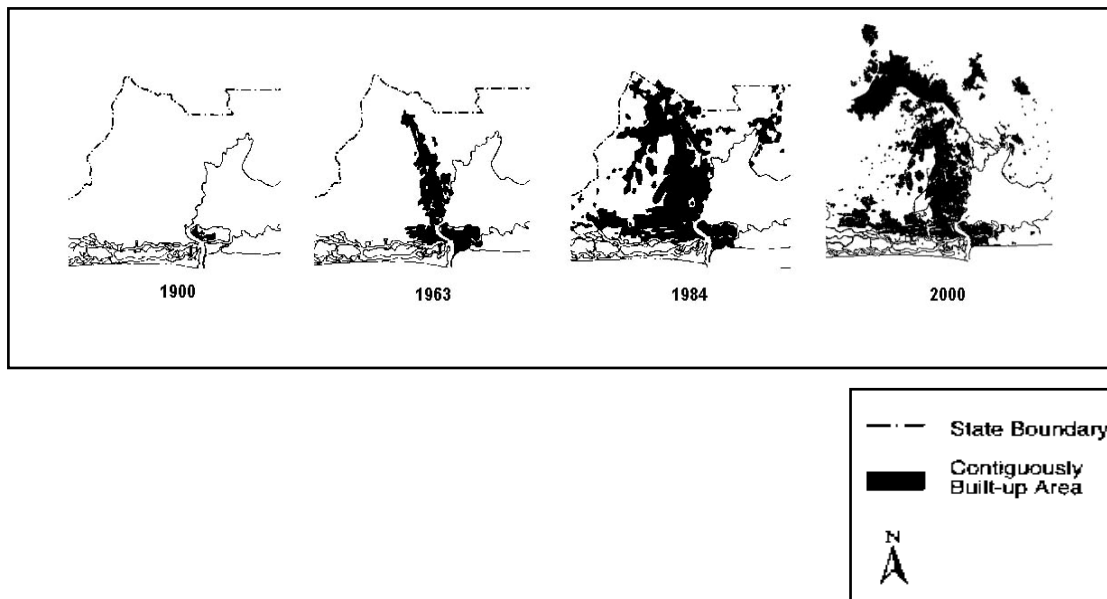 1900
1963
1984
2000
State Boundary
Contiguously
Built-up Area
N